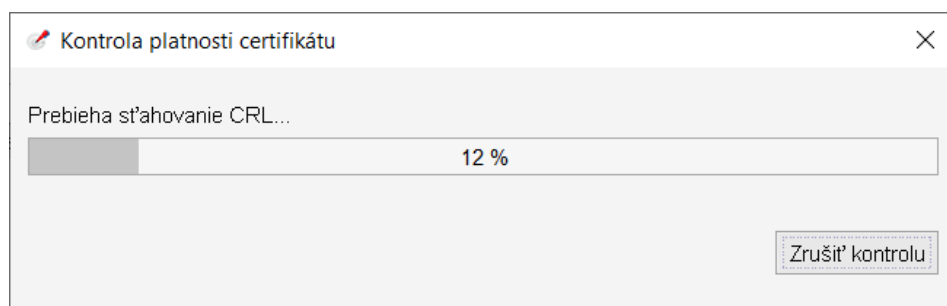 Kontrola platnosti certifikátu
Prebieha sťahovanie CRL...
12 %
Zrušiť kontrolu